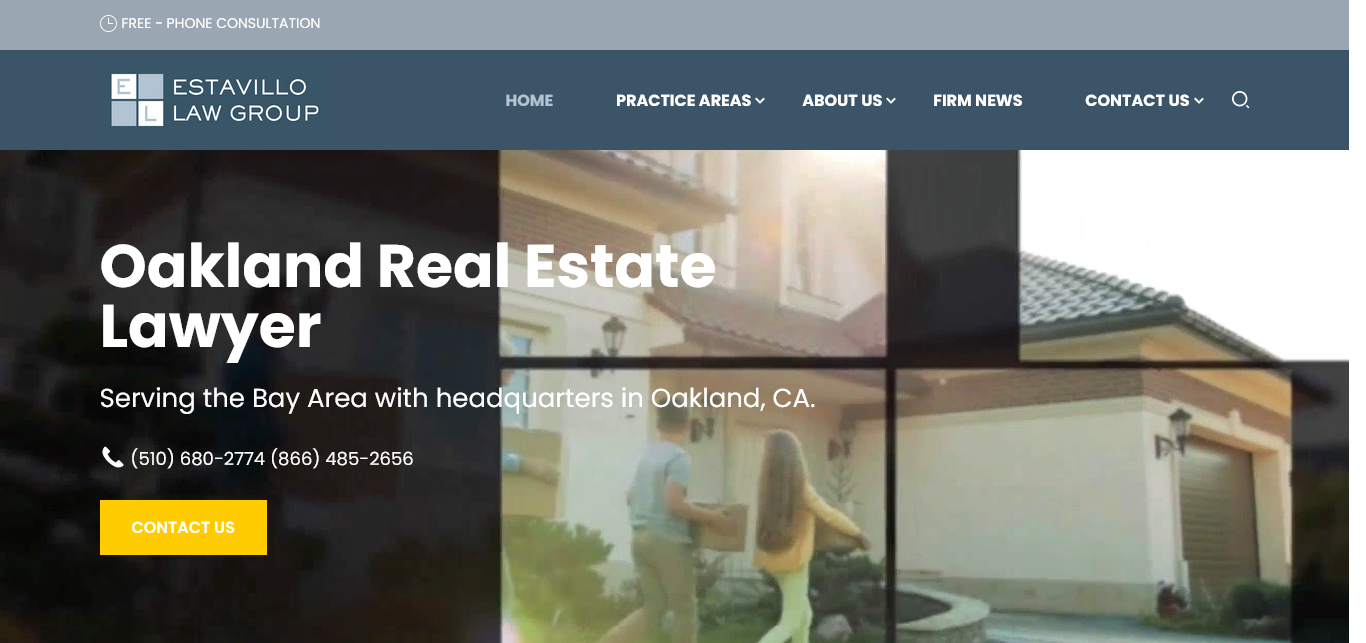 FREE - PHONE CONSULTATION
E
L
ESTAVILLO
LAW GROUP
HOME PRACTICE AREAS ABOUT US FIRM NEWS CONTACT US
Oakland Real Estate
Lawyer
Serving the Bay Area with headquarters in Oakland, CA.
(510) 680-2774 (866) 485-2656
CONTACT US